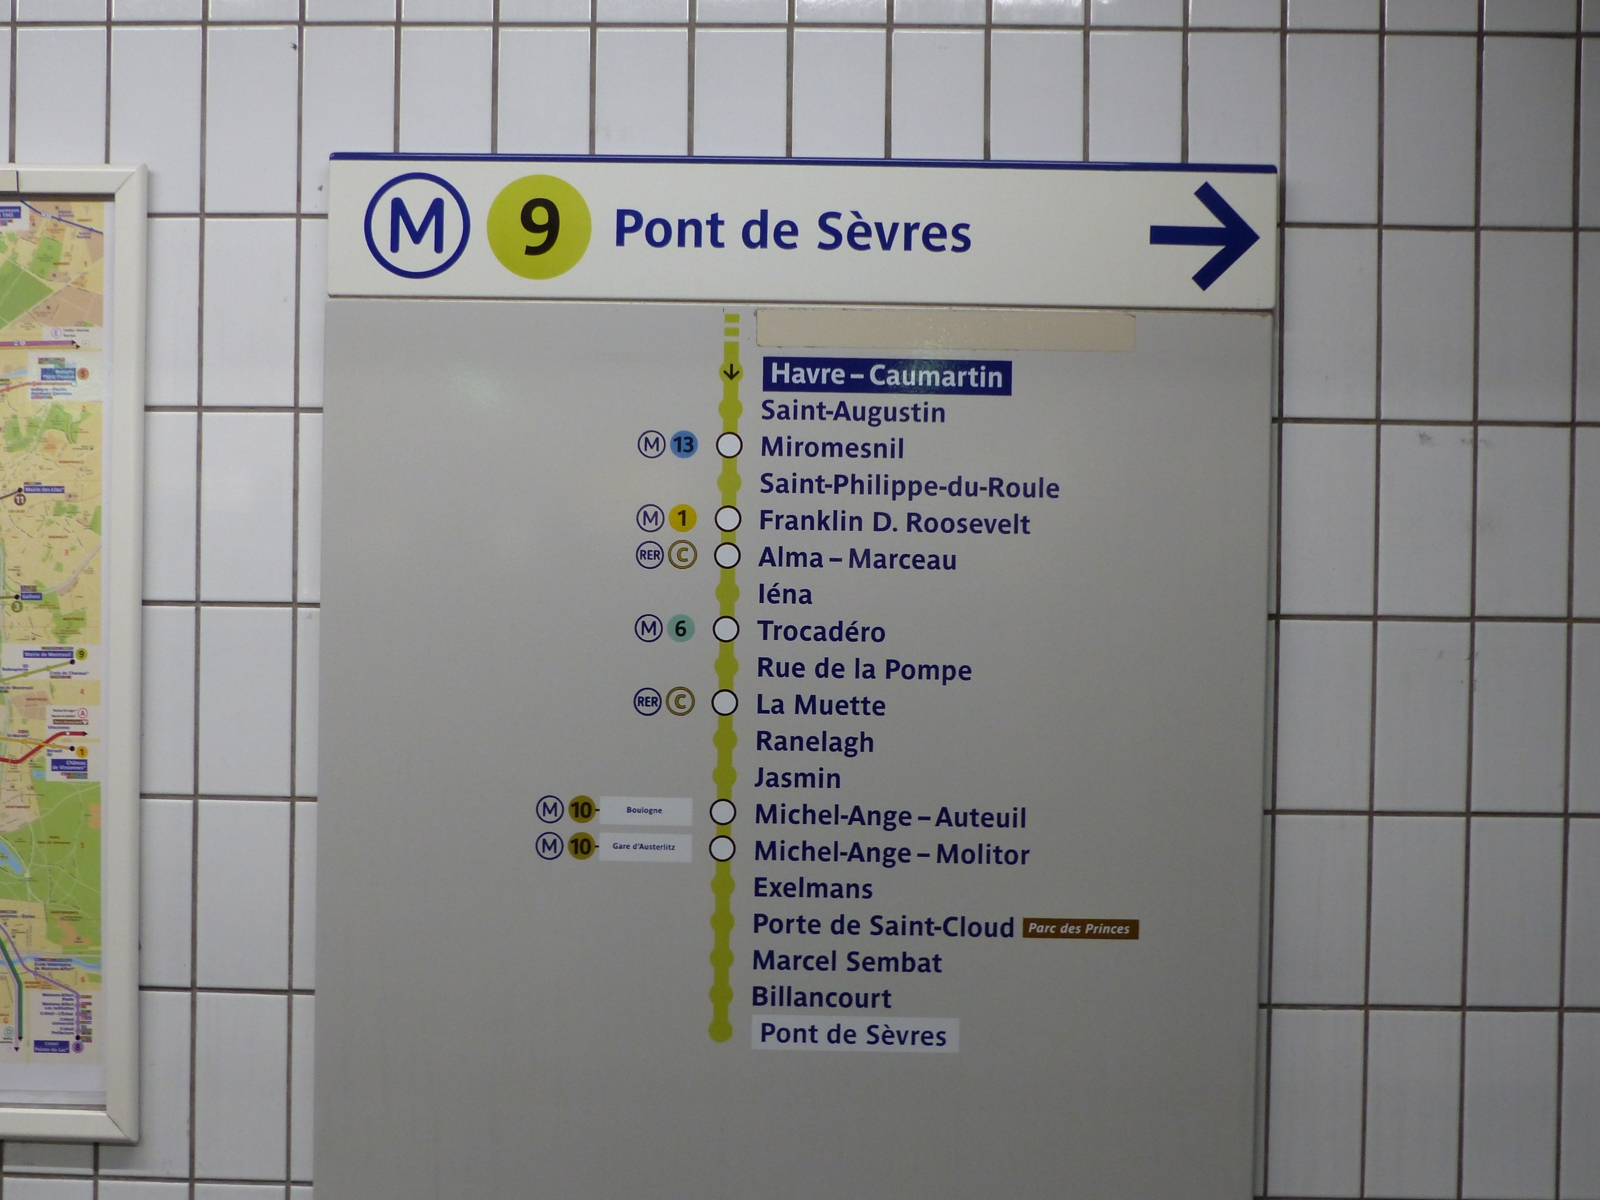 M 9 Pont de Sèvres
Havre – Caumartin
Saint-Augustin
M 13 Miromesnil
Saint-Philippe-du-Roule
M 1 Franklin D. Roosevelt
RER C Alma – Marceau
Iéna
M 6 Trocadéro
Rue de la Pompe
RER C La Muette
Ranelagh
Jasmin
M 10 - Boulogne Michel-Ange – Auteuil
M 10 - Gare d'Austerlitz Michel-Ange – Molitor
Exelmans
Porte de Saint-Cloud Parc des Princes
Marcel Sembat
Billancourt
Pont de Sèvres